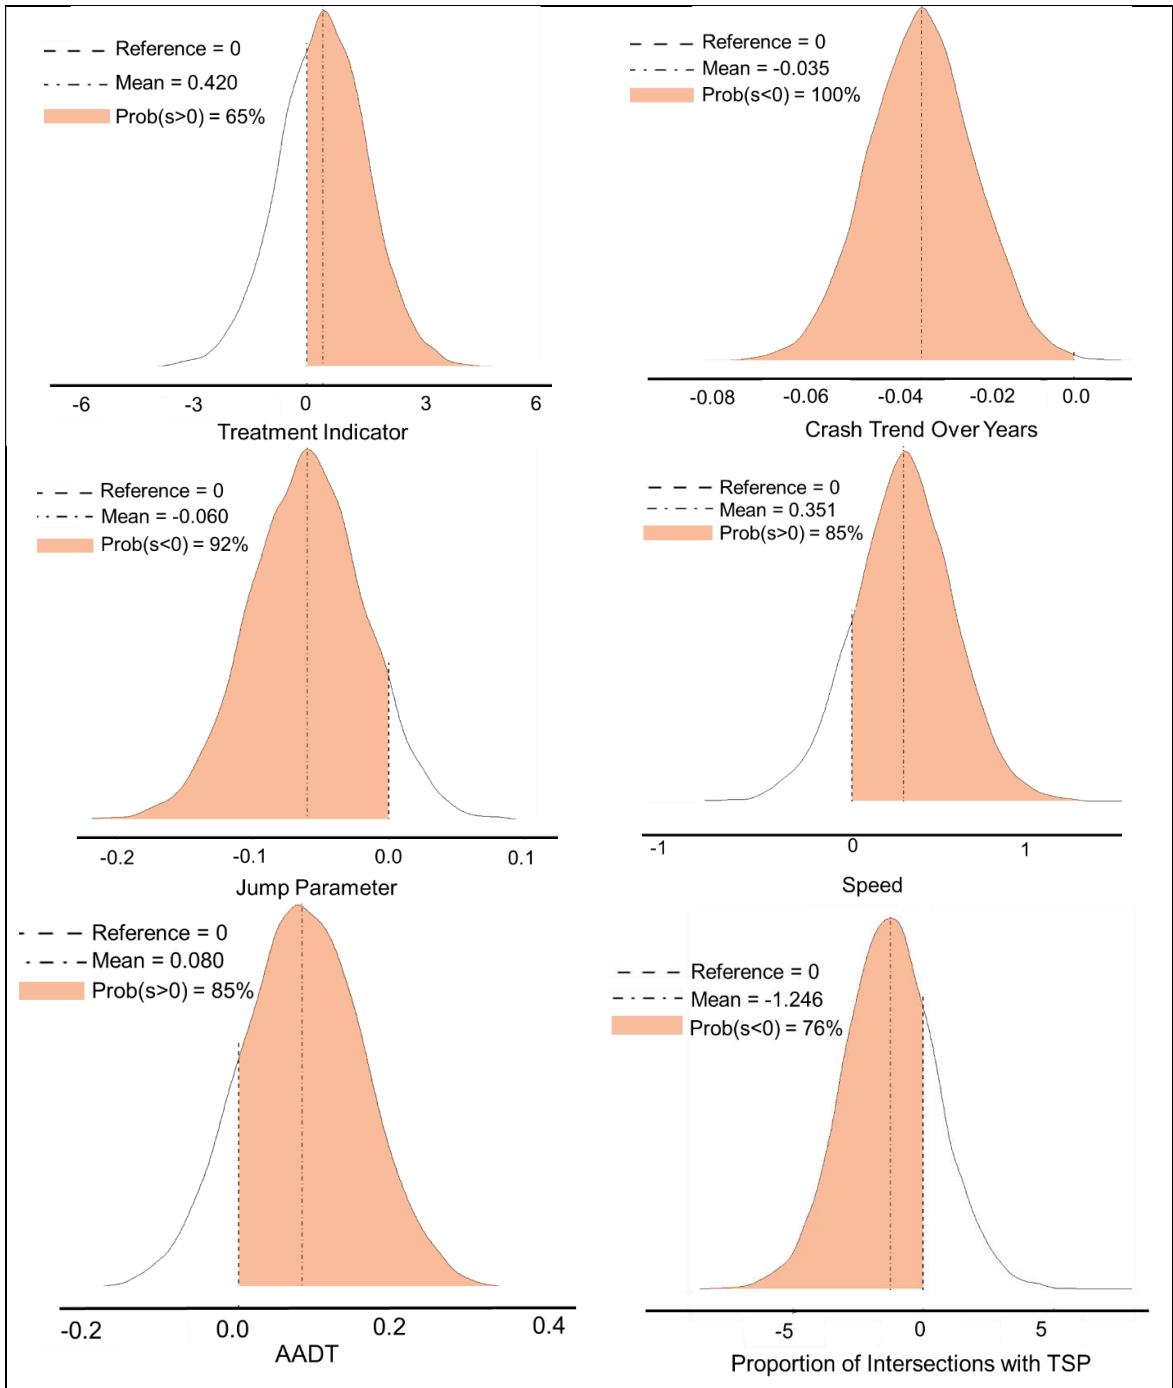 Reference = 0
Mean = 0.420
Prob(s>0) = 65%
-6 -3 0 3 6
Treatment Indicator
Reference = 0
Mean = -0.035
Prob(s<0) = 100%
-0.08 -0.06 -0.04 -0.02 0.0
Crash Trend Over Years
Reference = 0
Mean = -0.060
Prob(s<0) = 92%
-0.2 -0.1 0.0 0.1
Jump Parameter
Reference = 0
Mean = 0.351
Prob(s>0) = 85%
-1 0 1
Speed
Reference = 0
Mean = 0.080
Prob(s>0) = 85%
-0.2 0.0 0.2 0.4
AADT
Reference = 0
Mean = -1.246
Prob(s<0) = 76%
-5 0 5
Proportion of Intersections with TSP